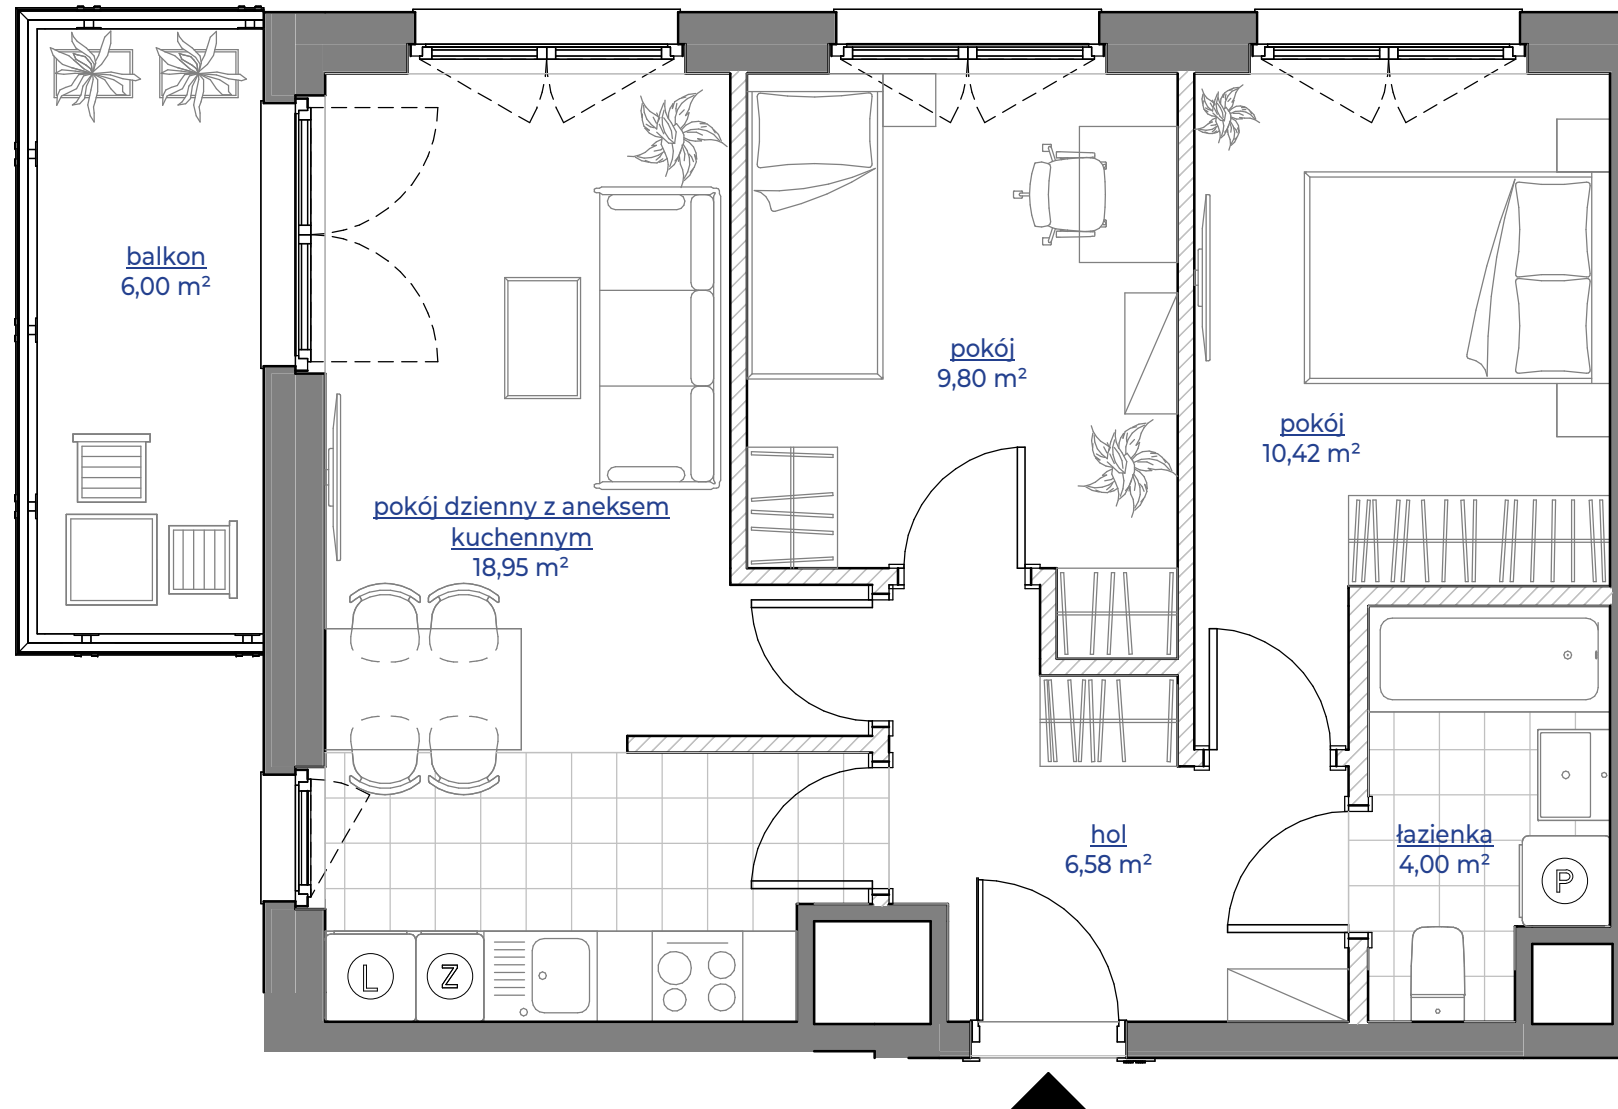 balkon
6,00 m²
pokój dzienny z aneksem
kuchennym
18,95 m²
pokój
9,80 m²
pokój
10,42 m²
hol
6,58 m²
łazienka
4,00 m²
P
L
Z